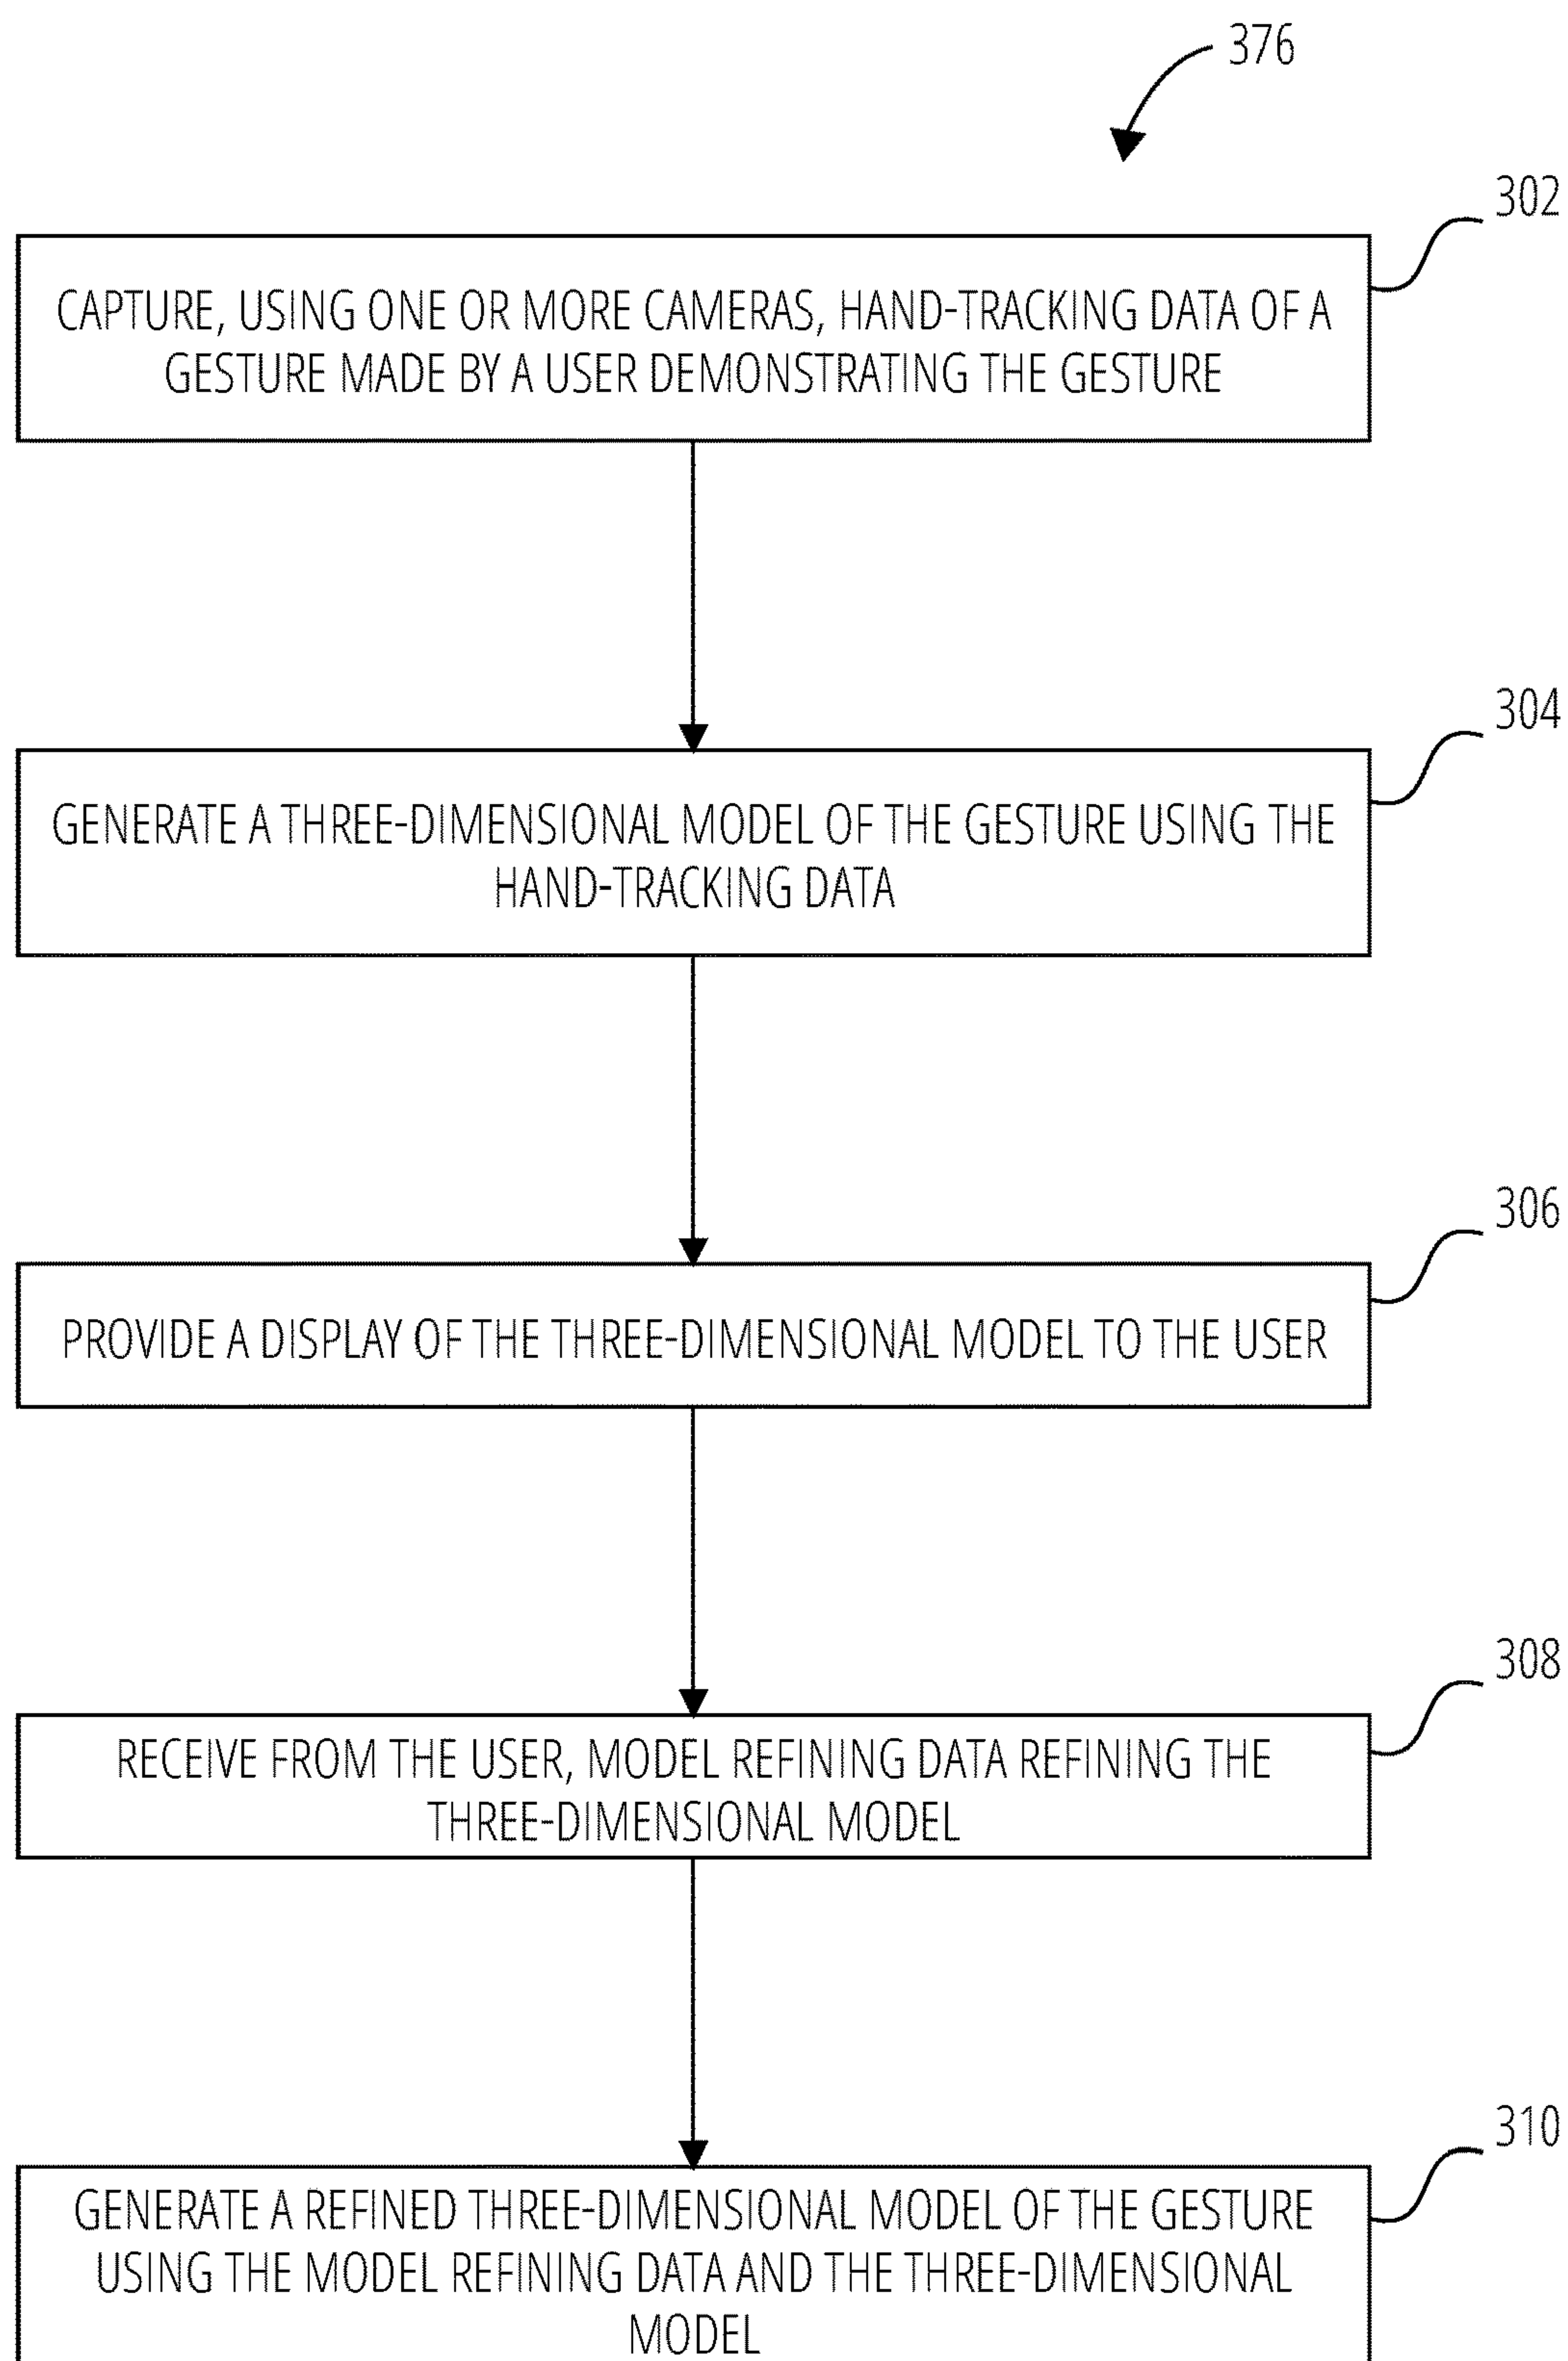 376
302
CAPTURE, USING ONE OR MORE CAMERAS, HAND-TRACKING DATA OF A
GESTURE MADE BY A USER DEMONSTRATING THE GESTURE
304
GENERATE A THREE-DIMENSIONAL MODEL OF THE GESTURE USING THE
HAND-TRACKING DATA
306
PROVIDE A DISPLAY OF THE THREE-DIMENSIONAL MODEL TO THE USER
308
RECEIVE FROM THE USER, MODEL REFINING DATA REFINING THE
THREE-DIMENSIONAL MODEL
310
GENERATE A REFINED THREE-DIMENSIONAL MODEL OF THE GESTURE
USING THE MODEL REFINING DATA AND THE THREE-DIMENSIONAL
MODEL